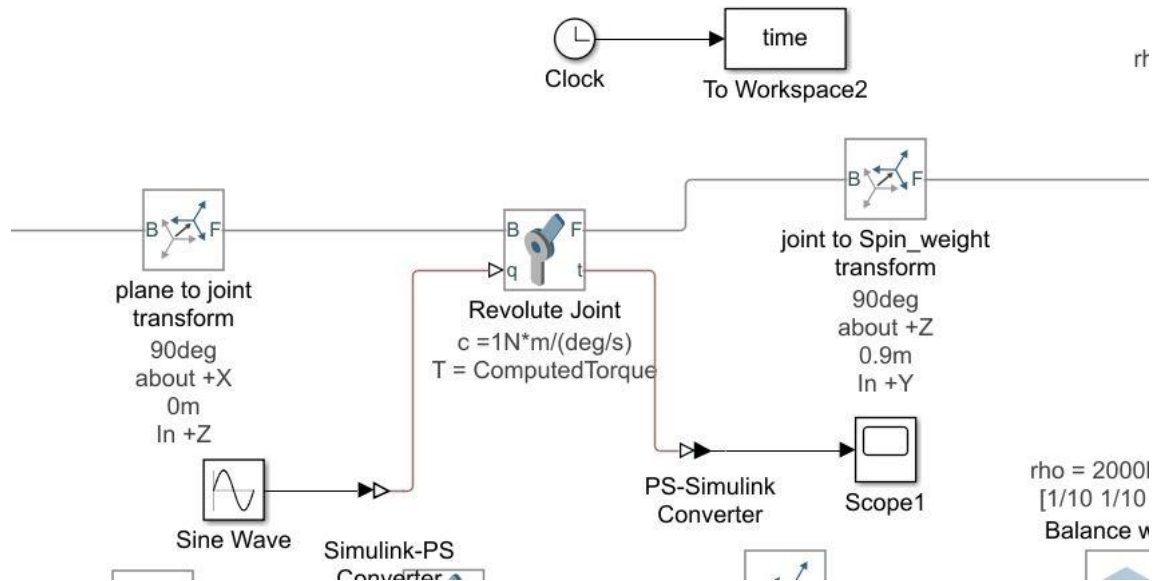 time
Clock
To Workspace2
rh
B
F
plane to joint
transform
90deg
about +X
0m
In +Z
B
F
q
t
Revolute Joint
c =1N*m/(deg/s)
T = ComputedTorque
B
F
joint to Spin_weight
transform
90deg
about +Z
0.9m
In +Y
Sine Wave
Simulink-PS
Converter
PS-Simulink
Converter
Scope1
rho = 2000
[1/10 1/10
Balance w